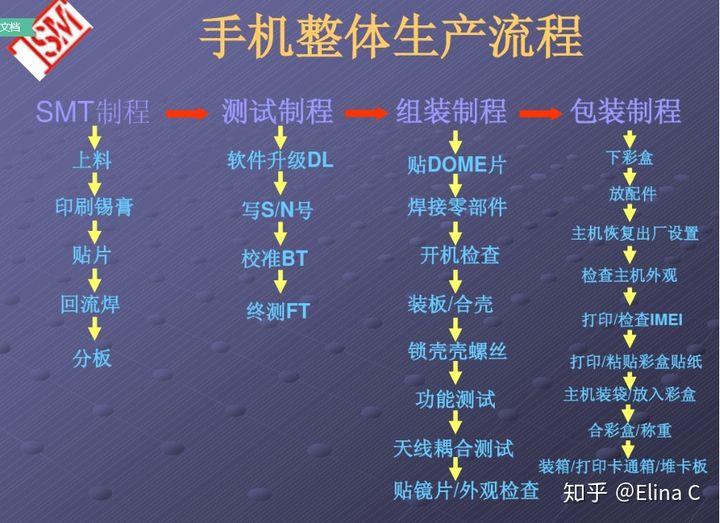 文档
TSM
手机整体生产流程
SMT制程
测试制程
组装制程
包装制程
上料
印刷锡膏
贴片
回流焊
分板
软件升级DL
写S/N号
校准BT
终测FT
贴DOME片
焊接零部件
开机检查
装板/合壳
锁壳壳螺丝
功能测试
天线耦合测试
贴镜片/外观检查
下彩盒
放配件
主机恢复出厂设置
检查主机外观
打印/检查IMEI
打印/粘贴彩盒贴纸
主机装袋/放入彩盒
合彩盒/称重
装箱/打印卡通箱/堆卡板
知乎 @Elina C